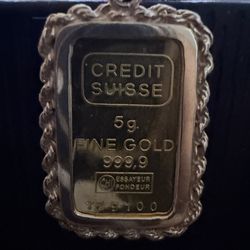 CREDIT
SUISSE
5g.
FINE GOLD
999,9
ESSAYEUR
FONDEUR